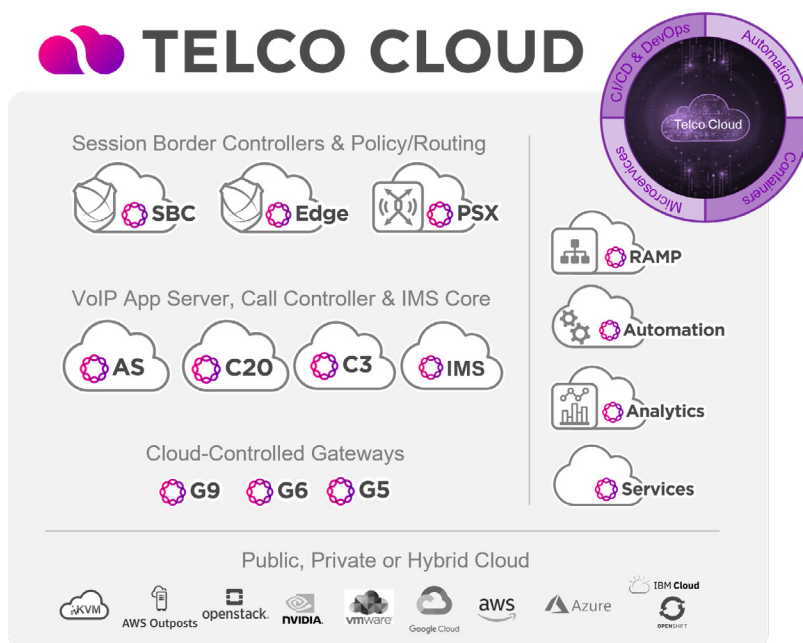 TELCO CLOUD
CI/CD & DevOps
Automation
Telco Cloud
Microservices
Containers
Session Border Controllers & Policy/Routing
SBC
Edge
PSX
RAMP
VoIP App Server, Call Controller & IMS Core
AS
C20
C3
IMS
Automation
Analytics
Cloud-Controlled Gateways
G9
G6
G5
Services
Public, Private or Hybrid Cloud
KVM
AWS Outposts
openstack.
NVIDIA.
vmware
Google Cloud
aws
Azure
IBM Cloud
OPENSHIFT